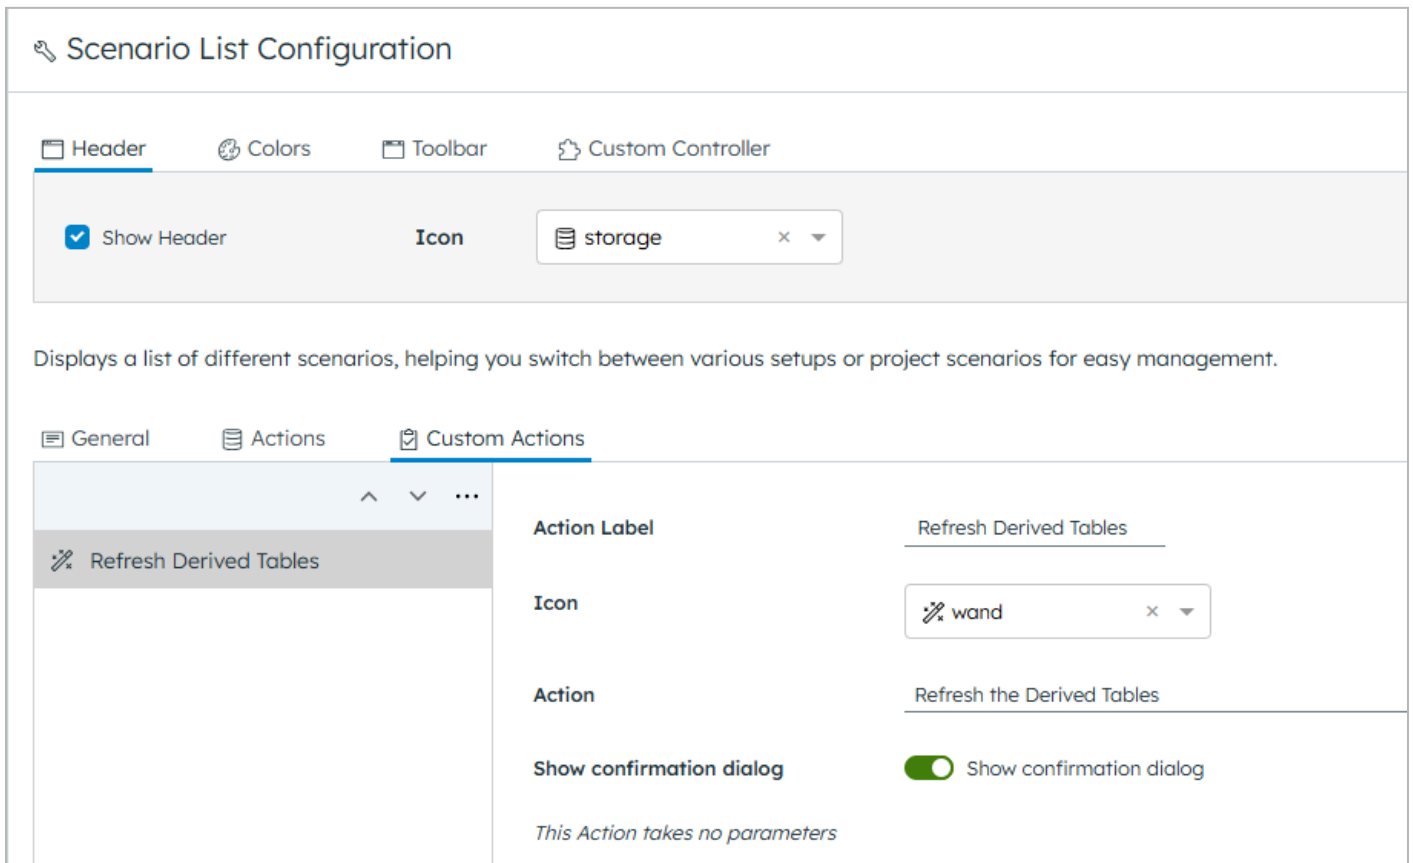 Scenario List Configuration
Header Colors Toolbar Custom Controller
Show Header Icon storage
Displays a list of different scenarios, helping you switch between various setups or project scenarios for easy management.
General Actions Custom Actions
Refresh Derived Tables
Action Label Refresh Derived Tables
Icon wand
Action Refresh the Derived Tables
Show confirmation dialog Show confirmation dialog
This Action takes no parameters